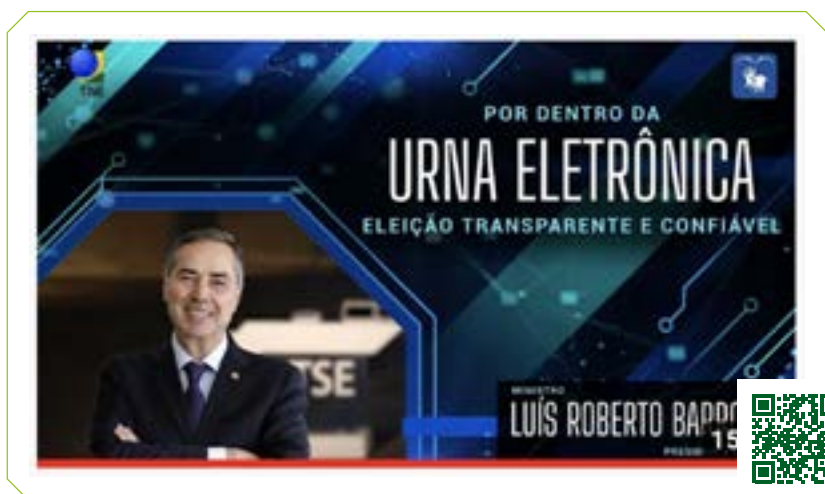 TSE
POR DENTRO DA
URNA ELETRÔNICA
ELEIÇÃO TRANSPARENTE E CONFIÁVEL
TSE
MINISTRO
LUÍS ROBERTO
15